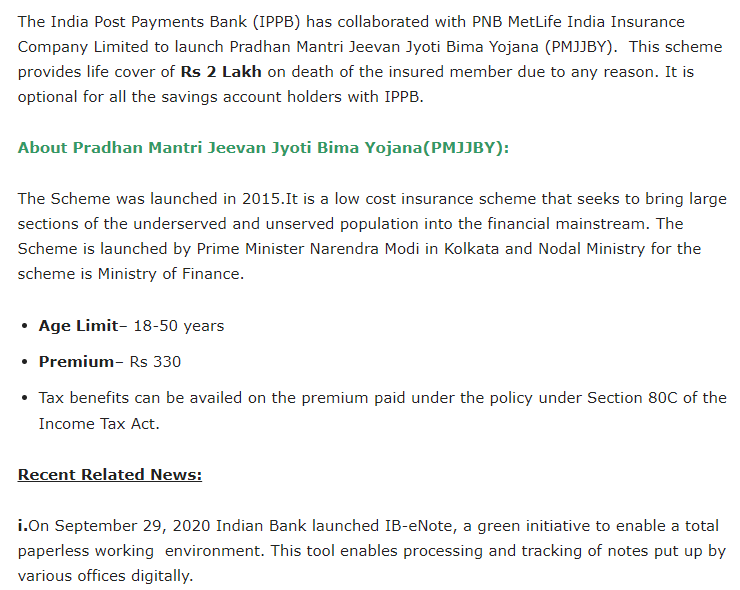 The India Post Payments Bank (IPPB) has collaborated with PNB MetLife India Insurance
Company Limited to launch Pradhan Mantri Jeevan Jyoti Bima Yojana (PMJJBY).  This scheme
provides life cover of Rs 2 Lakh on death of the insured member due to any reason. It is
optional for all the savings account holders with IPPB.
About Pradhan Mantri Jeevan Jyoti Bima Yojana(PMJJBY):
The Scheme was launched in 2015.It is a low cost insurance scheme that seeks to bring large
sections of the underserved and unserved population into the financial mainstream. The
Scheme is launched by Prime Minister Narendra Modi in Kolkata and Nodal Ministry for the
scheme is Ministry of Finance.
• Age Limit– 18-50 years
• Premium– Rs 330
• Tax benefits can be availed on the premium paid under the policy under Section 80C of the
Income Tax Act.
Recent Related News:
i.On September 29, 2020 Indian Bank launched IB-eNote, a green initiative to enable a total
paperless working  environment. This tool enables processing and tracking of notes put up by
various offices digitally.